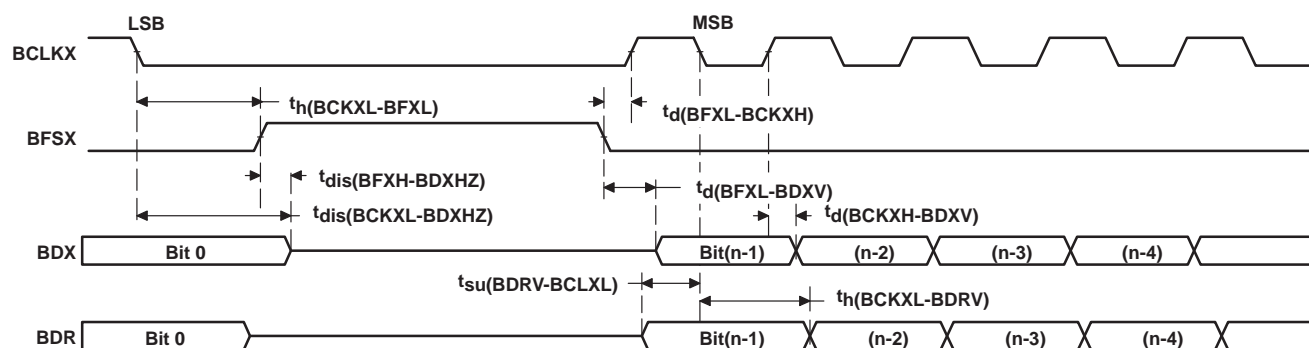 LSB MSB
BCLKX
th(BCKXL-BFXL) td(BFXL-BCKXH)
BFSX
tdis(BFXH-BDXHZ) td(BFXL-BDXV)
tdis(BCKXL-BDXHZ) td(BCKXH-BDXV)
BDX Bit 0 Bit(n-1) (n-2) (n-3) (n-4)
tsu(BDRV-BCLXL) th(BCKXL-BDRV)
BDR Bit 0 Bit(n-1) (n-2) (n-3) (n-4)